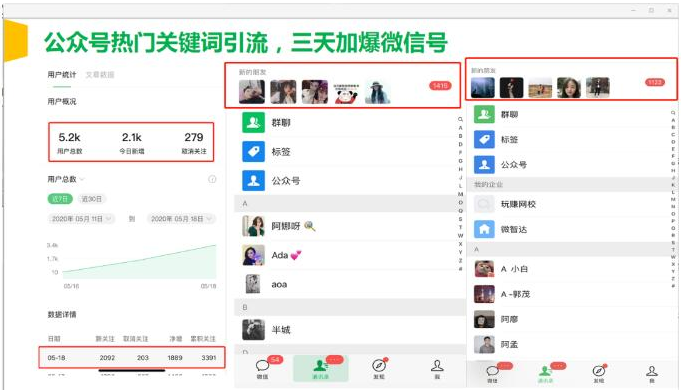 公众号热门关键词引流，三天加爆微信号
用户统计 文章数据
用户概况
5.2k 2.1k 279
用户总数 今日新增 取消关注
用户总数
近7日 近30日
2020年 05月 11日 到 2020年 05月 18日
3.4k
1.7k
0
05/16 05/18
数据详情
日期 新关注 取消关注 净增 累积关注
05-18 2092 203 1889 3391
新的朋友
1415
群聊
标签
公众号
A
阿娜呀
Ada
aoa
B
半城
D
54
微信 通讯录 发现 我
新的朋友
1122
群聊
标签
公众号
我的企业
玩赚网校
微智达
A
A 小白
A -郭茂
阿廖
阿孟
微信 通讯录 发现 我